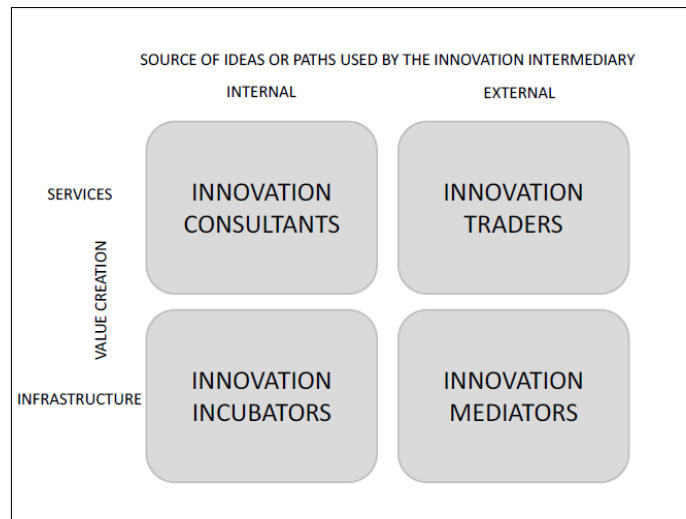 SOURCE OF IDEAS OR PATHS USED BY THE INNOVATION INTERMEDIARY
INTERNAL
EXTERNAL
SERVICES
INNOVATION
CONSULTANTS
INNOVATION
TRADERS
VALUE CREATION
INFRASTRUCTURE
INNOVATION
INCUBATORS
INNOVATION
MEDIATORS